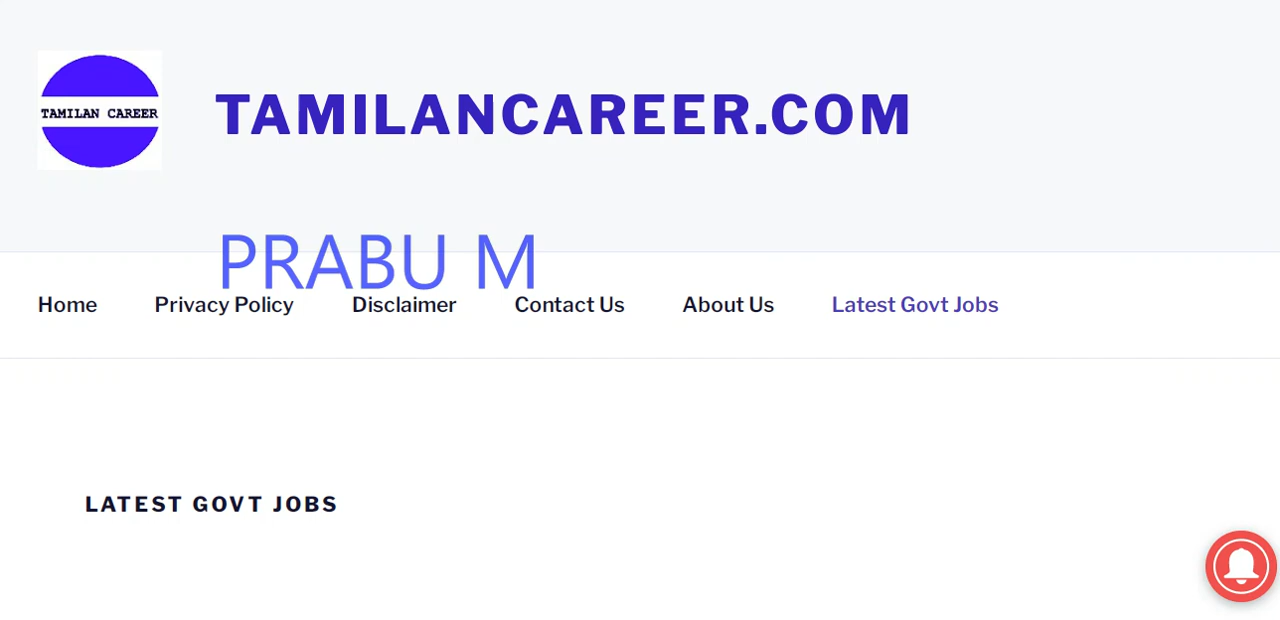 TAMILAN CAREER
TAMILANCAREER.COM
PRABU M
Home Privacy Policy Disclaimer Contact Us About Us Latest Govt Jobs
LATEST GOVT JOBS